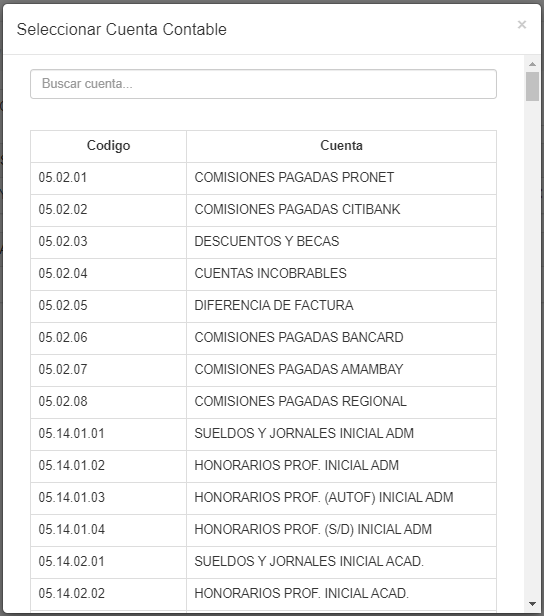 Seleccionar Cuenta Contable ×
Buscar cuenta...
Codigo Cuenta
05.02.01 COMISIONES PAGADAS PRONET
05.02.02 COMISIONES PAGADAS CITIBANK
05.02.03 DESCUENTOS Y BECAS
05.02.04 CUENTAS INCOBRABLES
05.02.05 DIFERENCIA DE FACTURA
05.02.06 COMISIONES PAGADAS BANCARD
05.02.07 COMISIONES PAGADAS AMAMBAY
05.02.08 COMISIONES PAGADAS REGIONAL
05.14.01.01 SUELDOS Y JORNALES INICIAL ADM
05.14.01.02 HONORARIOS PROF. INICIAL ADM
05.14.01.03 HONORARIOS PROF. (AUTOF) INICIAL ADM
05.14.01.04 HONORARIOS PROF. (S/D) INICIAL ADM
05.14.02.01 SUELDOS Y JORNALES INICIAL ACAD.
05.14.02.02 HONORARIOS PROF. INICIAL ACAD.